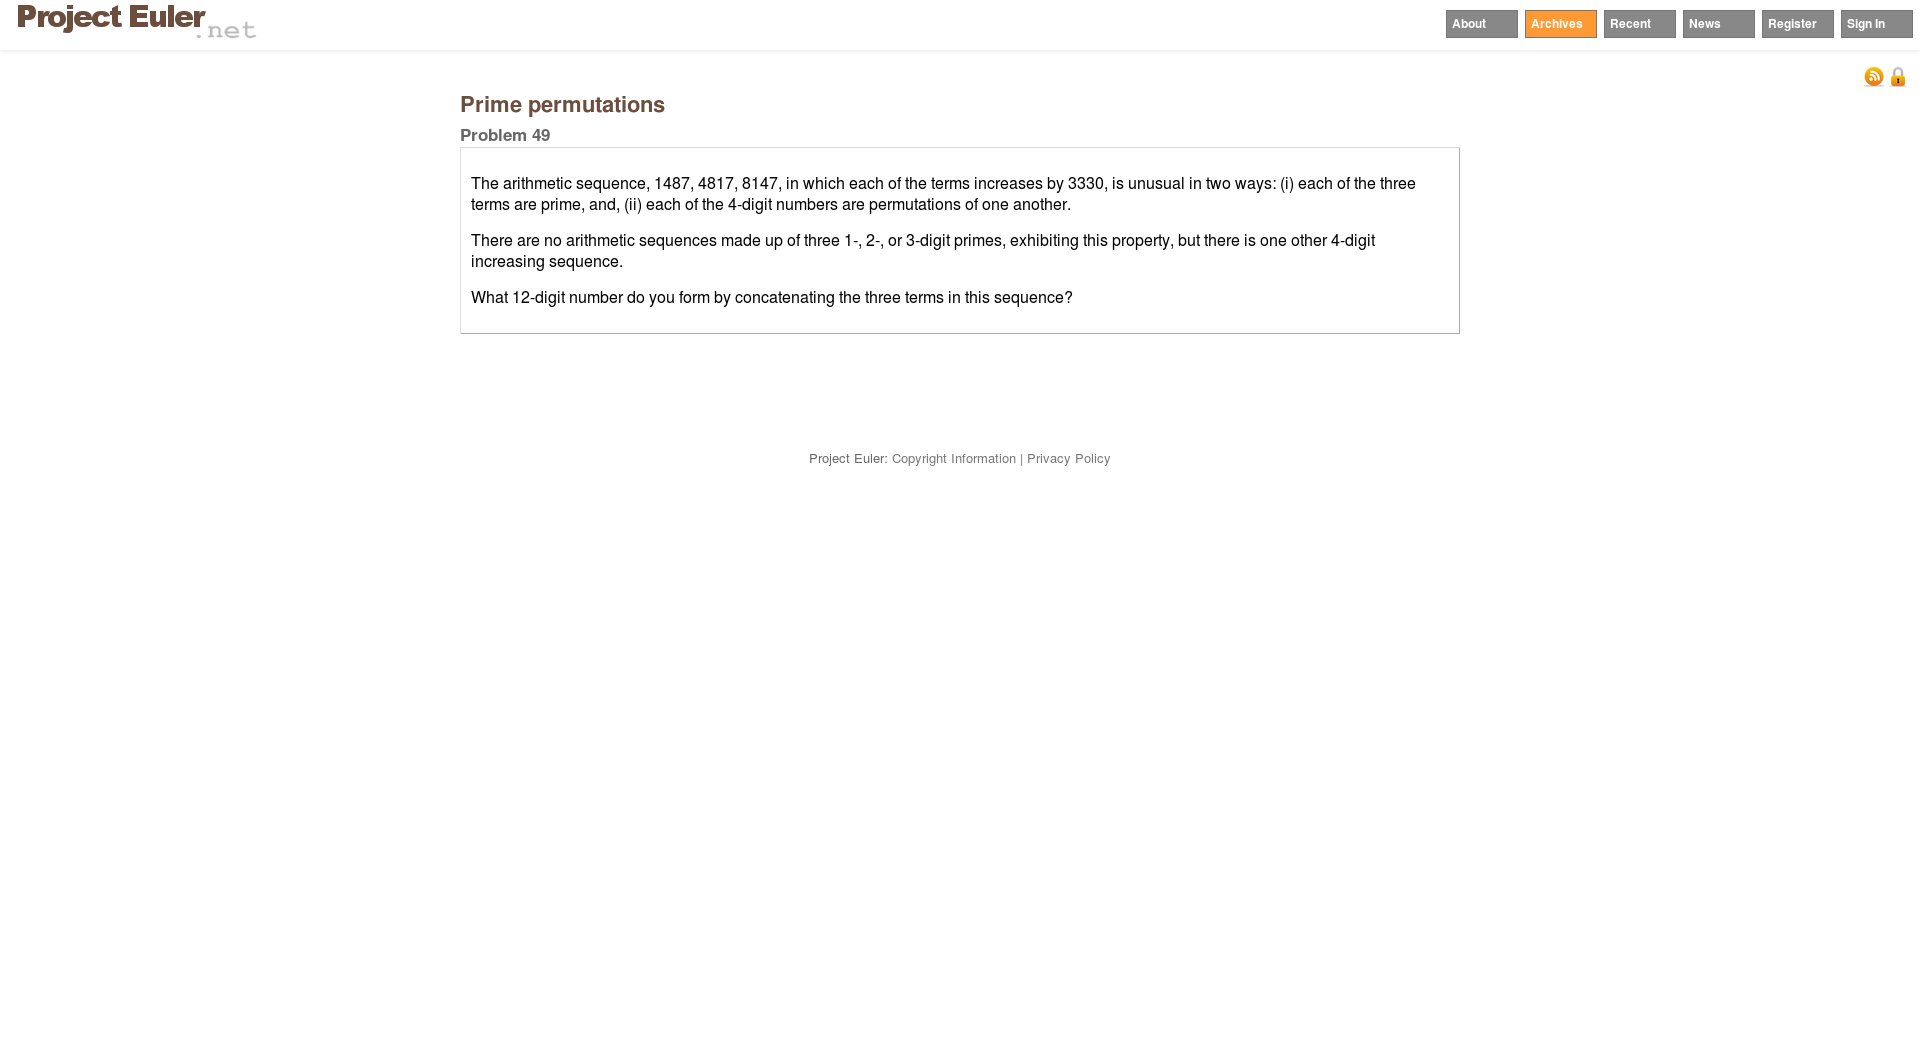 Project Euler.net
About
Archives
Recent
News
Register
Sign In
Prime permutations
Problem 49
The arithmetic sequence, 1487, 4817, 8147, in which each of the terms increases by 3330, is unusual in two ways: (i) each of the three
terms are prime, and, (ii) each of the 4-digit numbers are permutations of one another.
There are no arithmetic sequences made up of three 1-, 2-, or 3-digit primes, exhibiting this property, but there is one other 4-digit
increasing sequence.
What 12-digit number do you form by concatenating the three terms in this sequence?
Project Euler: Copyright Information | Privacy Policy